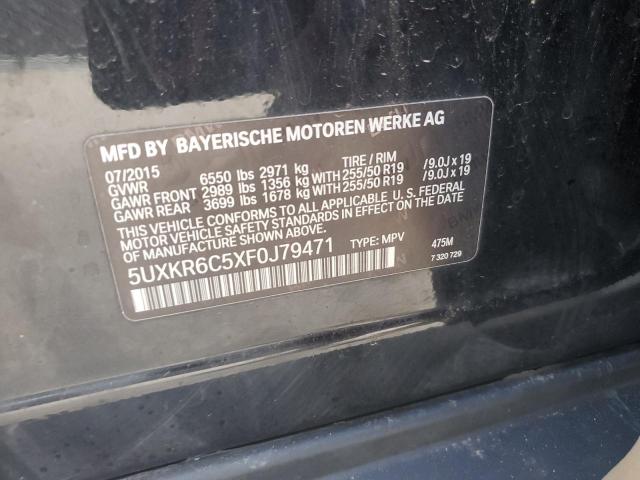 MFD BY BAYERISCHE MOTOREN WERKE AG
07/2015 TIRE / RIM
GVWR 6550 lbs 2971 kg
GAWR FRONT 2989 lbs 1356 kg WITH 255/50 R19 /9.0J x 19
GAWR REAR 3699 lbs 1678 kg WITH 255/50 R19 /9.0J x 19
THIS VEHICLE CONFORMS TO ALL APPLICABLE U. S. FEDERAL
MOTOR VEHICLE SAFETY STANDARDS IN EFFECT ON THE
DATE OF MANUFACTURE SHOWN ABOVE.
5UXKR6C5XF0J79471 TYPE: MPV 475M
7 320 729